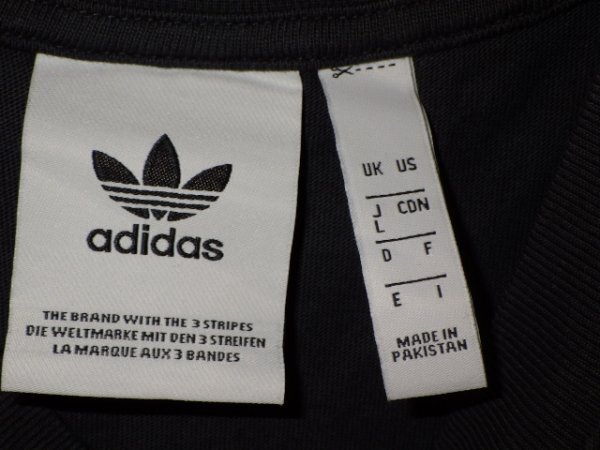 adidas
THE BRAND WITH THE 3 STRIPES
DIE WELTMARKE MIT DEN 3 STREIFEN
LA MARQUE AUX 3 BANDES
UK US
J CDN
L
D F
E I
MADE IN
PAKISTAN